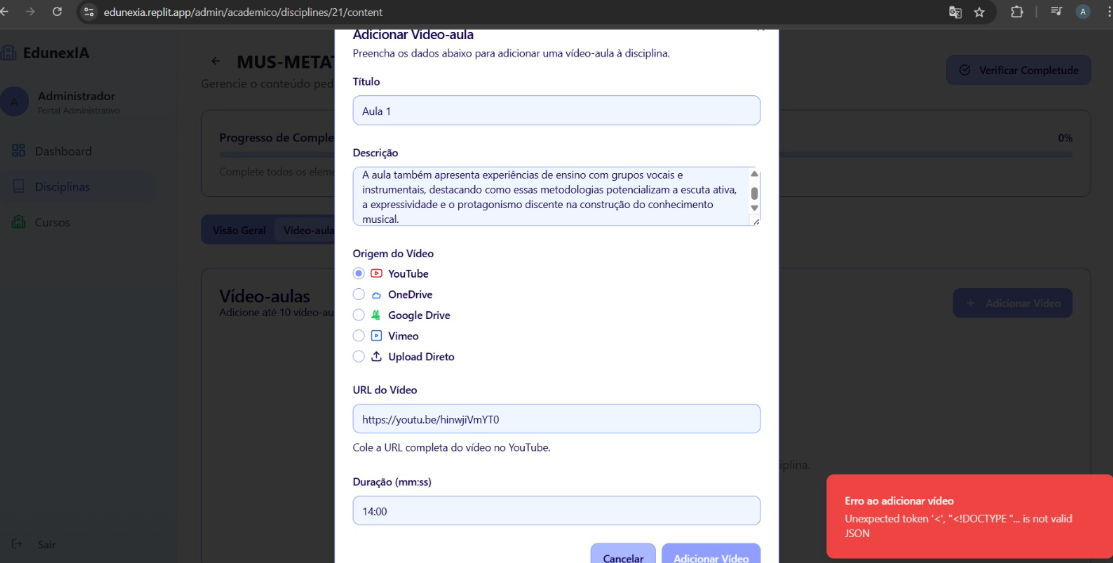 edunexia.replit.app/admin/academico/disciplines/21/content
A
EdunexIA
A
Administrador
Portal Administrativo
Dashboard
Disciplinas
Cursos
Sair
MUS-META
Gerencie o conteúdo ped
Verificar Completude
Progresso de Comple
0%
Complete todos os eleme
Visão Geral
Vídeo-aula
Vídeo-aulas
Adicione até 10 vídeo-au
+ Adicionar Vídeo
plina.
Adicionar Vídeo-aula
Preencha os dados abaixo para adicionar uma vídeo-aula à disciplina.
Título
Aula 1
Descrição
A aula também apresenta experiências de ensino com grupos vocais e
instrumentais, destacando como essas metodologias potencializam a escuta ativa,
a expressividade e o protagonismo discente na construção do conhecimento
musical.
Origem do Vídeo
YouTube
OneDrive
Google Drive
Vimeo
Upload Direto
URL do Vídeo
https://youtu.be/hinwjiVmYT0
Cole a URL completa do vídeo no YouTube.
Duração (mm:ss)
14:00
Cancelar
Adicionar Vídeo
Erro ao adicionar vídeo
Unexpected token '<', "<!DOCTYPE "... is not valid
JSON